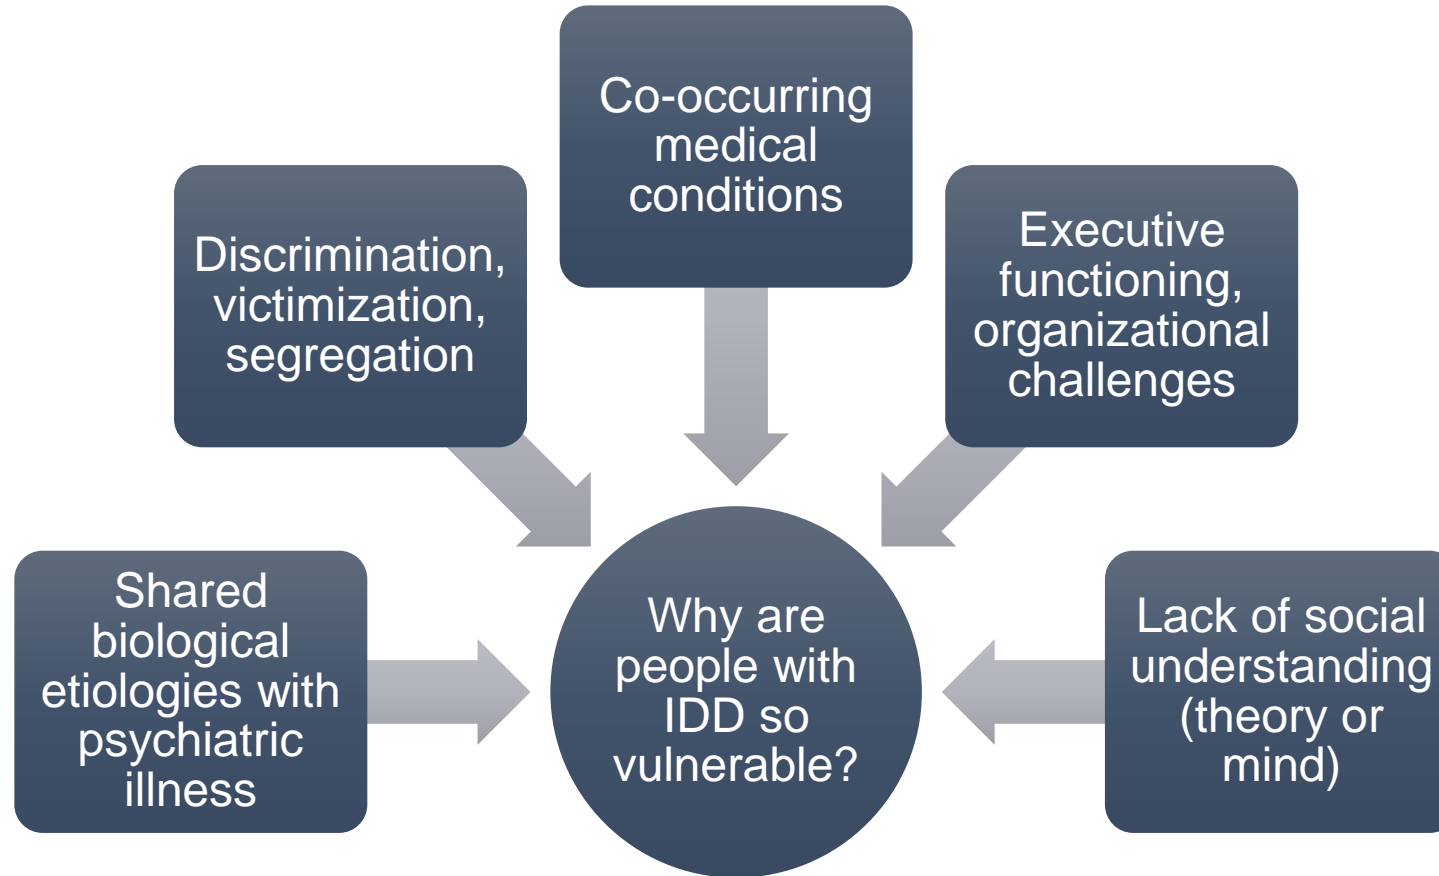 Co-occurring
medical
conditions
Discrimination,
victimization,
segregation
Executive
functioning,
organizational
challenges
Shared
biological
etiologies with
psychiatric
illness
Why are
people with
IDD so
vulnerable?
Lack of social
understanding
(theory or
mind)